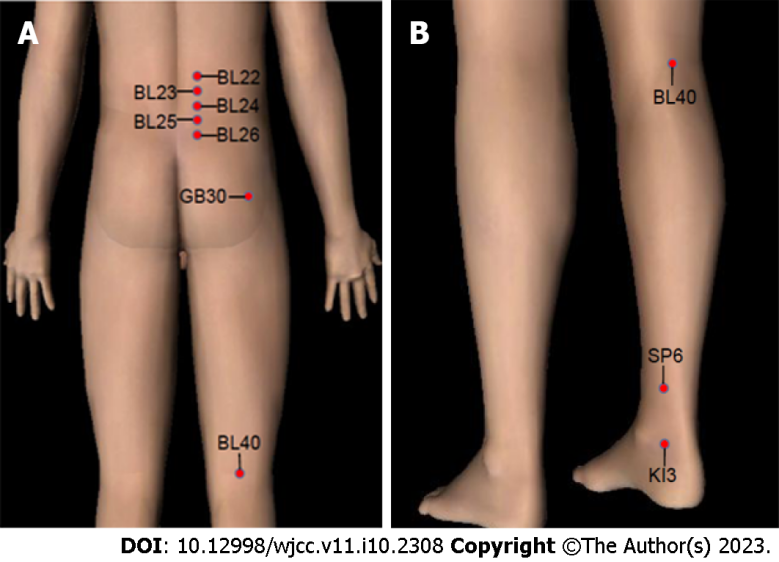 A
BL22
BL23
BL24
BL25
BL26
GB30
BL40
B
BL40
SP6
KI3
DOI: 10.12998/wjcc.v11.i10.2308 Copyright ©The Author(s) 2023.